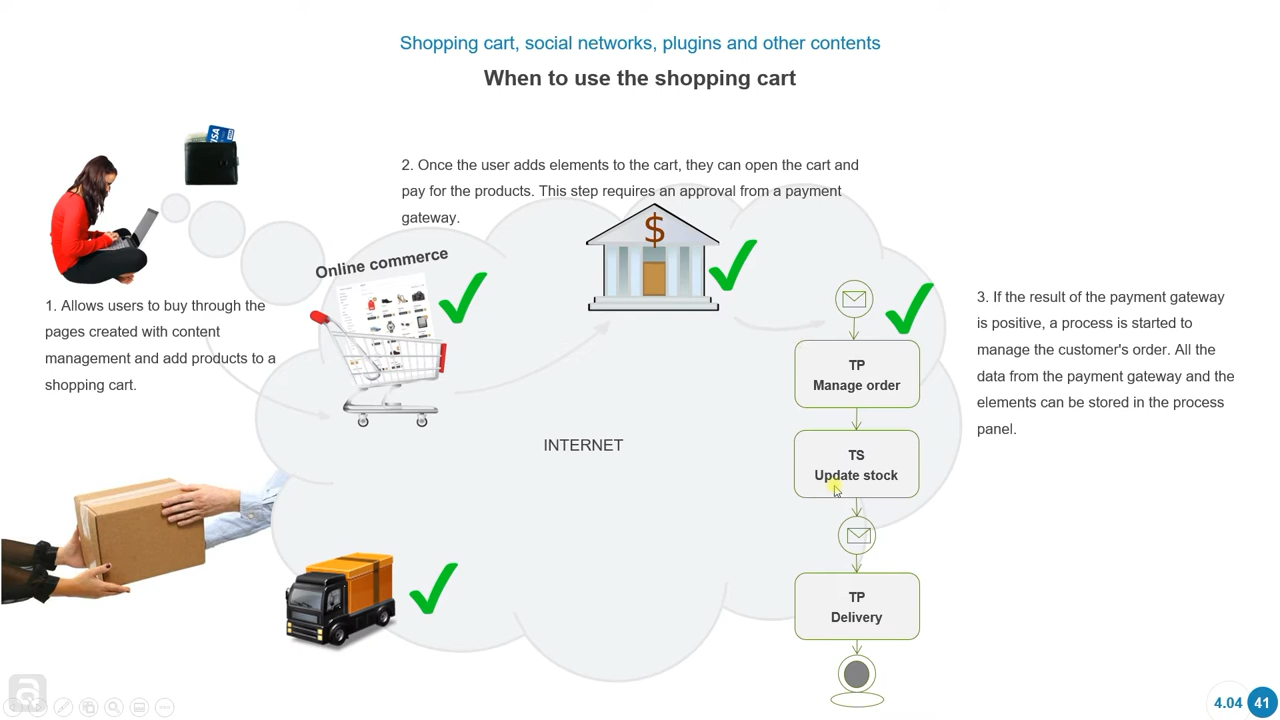 Shopping cart, social networks, plugins and other contents
When to use the shopping cart
VISA
2. Once the user adds elements to the cart, they can open the cart and
pay for the products. This step requires an approval from a payment
gateway.
$
Online commerce
1. Allows users to buy through the
pages created with content
management and add products to a
shopping cart.
3. If the result of the payment gateway
is positive, a process is started to
manage the customer's order. All the
data from the payment gateway and the
elements can be stored in the process
panel.
TP
Manage order
INTERNET
TS
Update stock
TP
Delivery
a
4.04 41